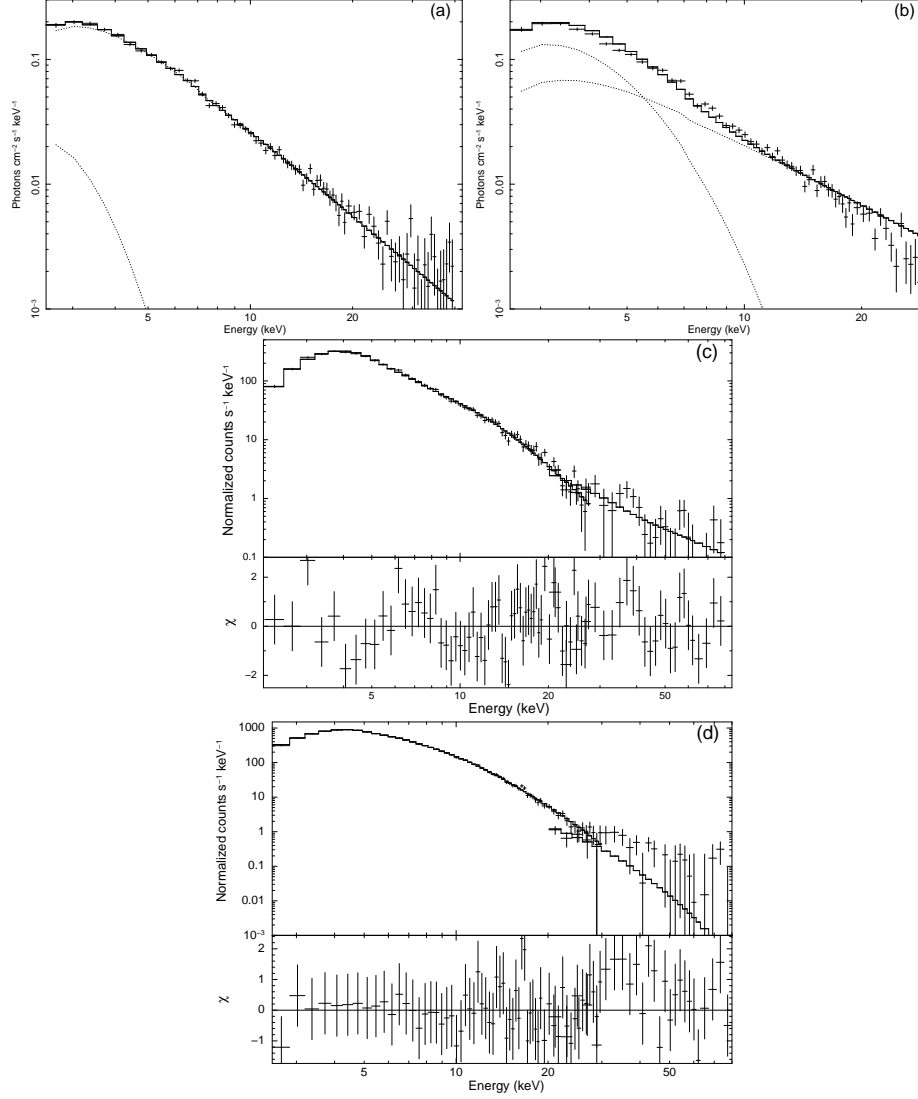 (a)
Photons cm⁻² s⁻¹ keV⁻¹
0.1
0.01
10⁻³
5
10
20
Energy (keV)
(b)
Photons cm⁻² s⁻¹ keV⁻¹
0.1
0.01
10⁻³
5
10
20
Energy (keV)
(c)
Normalized counts s⁻¹ keV⁻¹
100
10
1
0.1
χ
2
0
−2
5
10
20
50
Energy (keV)
(d)
Normalized counts s⁻¹ keV⁻¹
1000
100
10
1
0.1
0.01
10⁻³
χ
2
1
0
−1
5
10
20
50
Energy (keV)